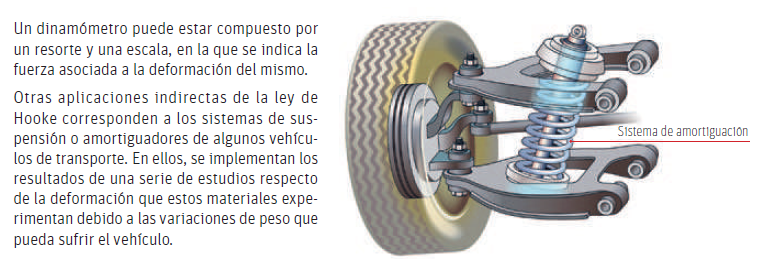 Un dinamómetro puede estar compuesto por
un resorte y una escala, en la que se indica la
fuerza asociada a la deformación del mismo.
Otras aplicaciones indirectas de la ley de
Hooke corresponden a los sistemas de sus-
pensión o amortiguadores de algunos vehícu-
los de transporte. En ellos, se implementan los
resultados de una serie de estudios respecto
de la deformación que estos materiales expe-
rimentan debido a las variaciones de peso que
pueda sufrir el vehículo.
Sistema de amortiguación